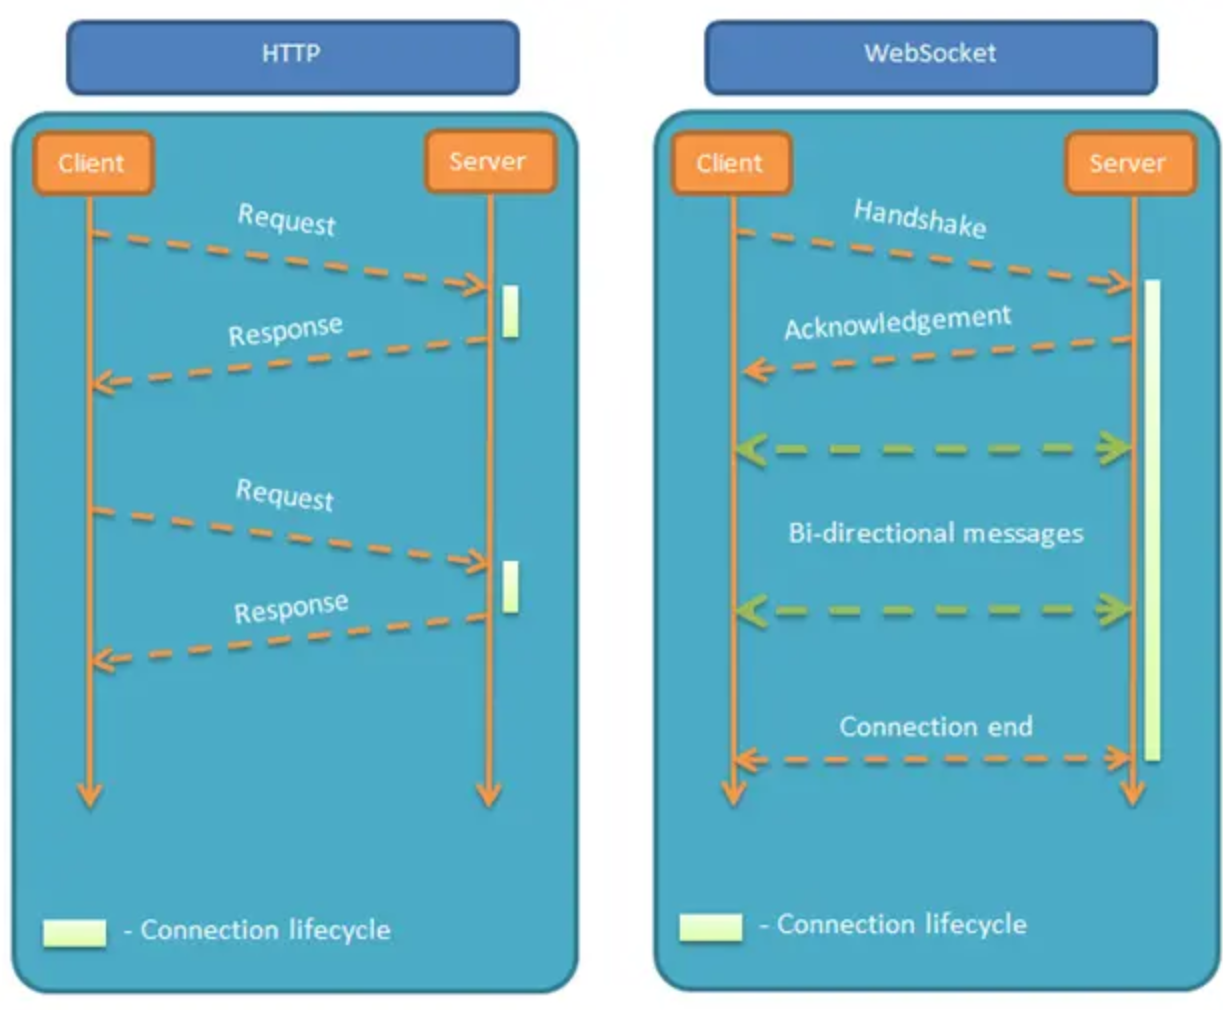 HTTP
Client
Server
Request
Response
Request
Response
- Connection lifecycle
WebSocket
Client
Server
Handshake
Acknowledgement
Bi-directional messages
Connection end
- Connection lifecycle